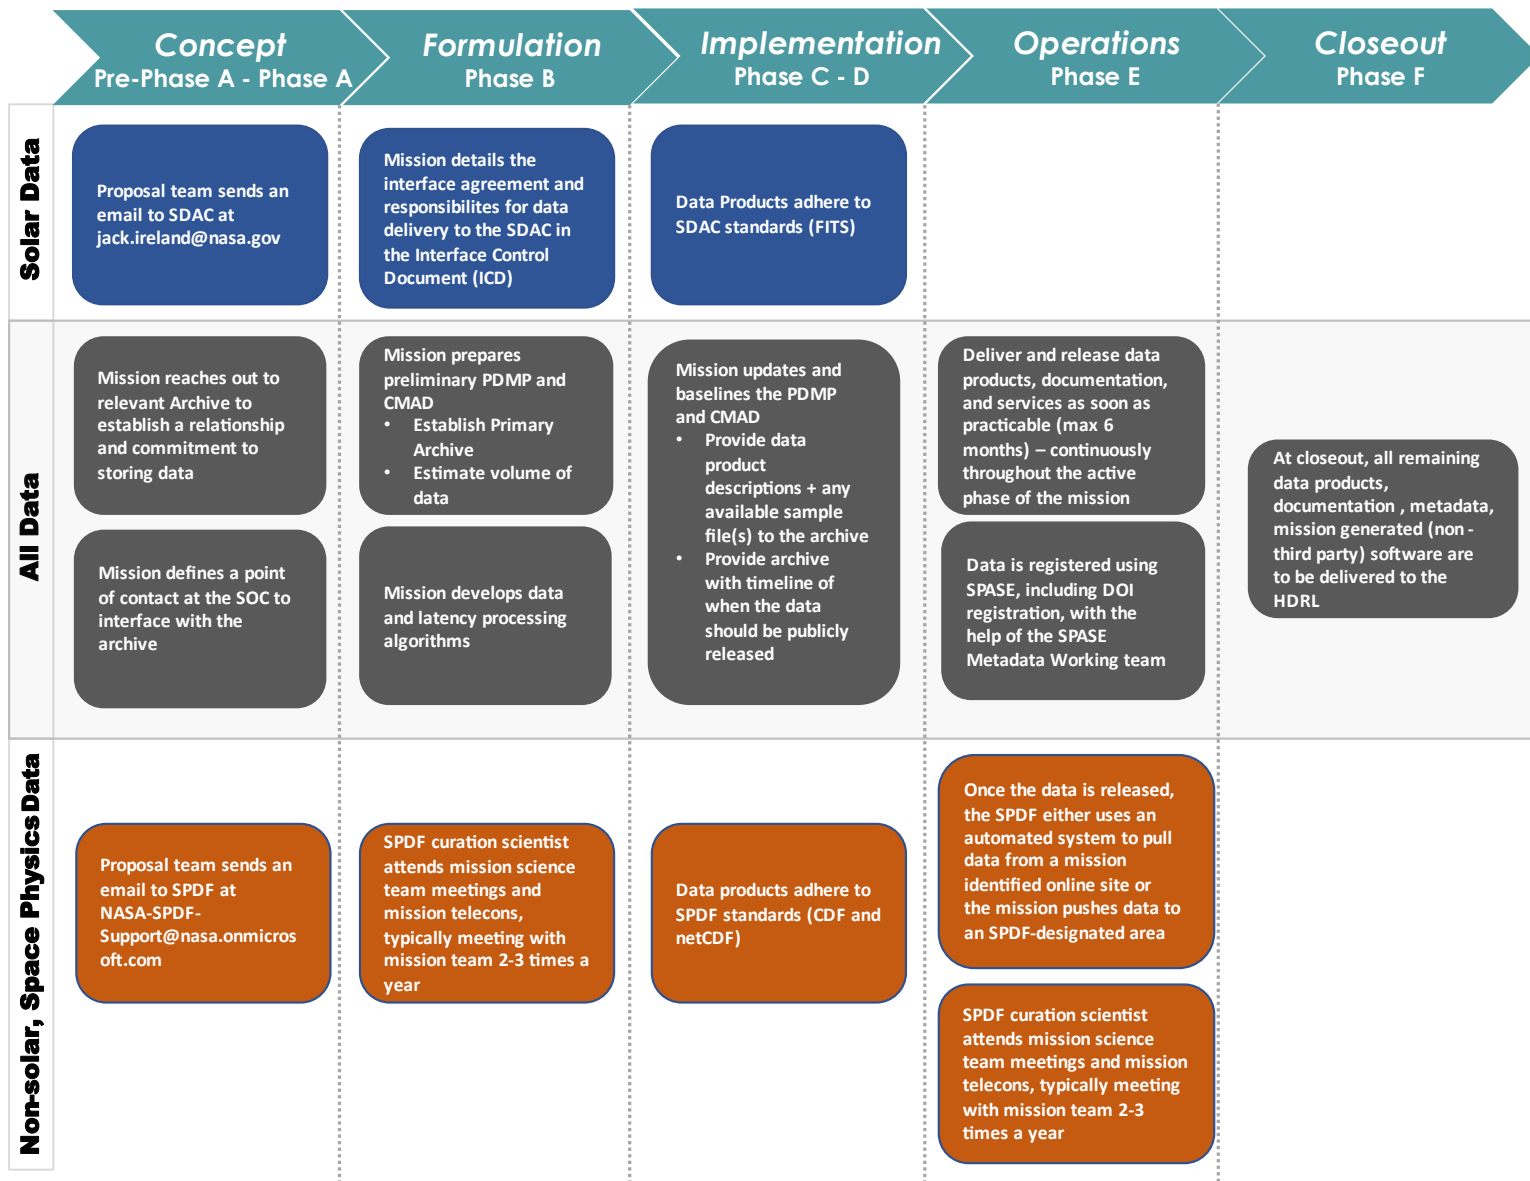 Concept
Pre-Phase A - Phase A
Formulation
Phase B
Implementation
Phase C - D
Operations
Phase E
Closeout
Phase F
Solar Data
Proposal team sends an
email to SDAC at
jack.ireland@nasa.gov
Mission details the
interface agreement and
responsibilites for data
delivery to the SDAC in
the Interface Control
Document (ICD)
Data Products adhere to
SDAC standards (FITS)
All Data
Mission reaches out to
relevant Archive to
establish a relationship
and commitment to
storing data
Mission defines a point
of contact at the SOC to
interface with the
archive
Mission prepares
preliminary PDMP and
CMAD
• Establish Primary
Archive
• Estimate volume of
data
Mission develops data
and latency processing
algorithms
Mission updates and
baselines the PDMP
and CMAD
• Provide data
product
descriptions + any
available sample
file(s) to the archive
• Provide archive
with timeline of
when the data
should be publicly
released
Deliver and release data
products, documentation,
and services as soon as
practicable (max 6
months) – continuously
throughout the active
phase of the mission
Data is registered using
SPASE, including DOI
registration, with the
help of the SPASE
Metadata Working team
At closeout, all remaining
data products,
documentation , metadata,
mission generated (non -
third party) software are
to be delivered to the
HDRL
Non-solar, Space Physics Data
Proposal team sends an
email to SPDF at
NASA-SPDF-
Support@nasa.onmicros
oft.com
SPDF curation scientist
attends mission science
team meetings and
mission telecons,
typically meeting with
mission team 2-3 times a
year
Data products adhere to
SPDF standards (CDF and
netCDF)
Once the data is released,
the SPDF either uses an
automated system to pull
data from a mission
identified online site or
the mission pushes data to
an SPDF-designated area
SPDF curation scientist
attends mission science
team meetings and mission
telecons, typically meeting
with mission team 2-3
times a year